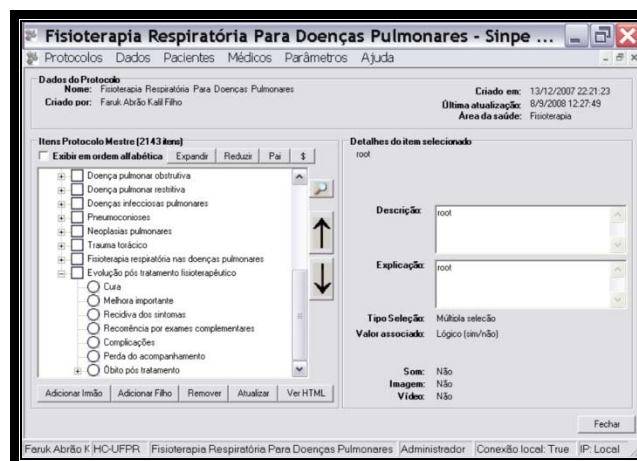 Fisioterapia Respiratória Para Doenças Pulmonares - Sinpe ...
Protocolos Dados Pacientes Médicos Parâmetros Ajuda
Dados do Protocolo
Nome: Fisioterapia Respiratória Para Doenças Pulmonares
Criado por: Faruk Abrão Kalil Filho
Criado em: 13/12/2007 22:21:23
Última atualização: 8/9/2008 12:27:49
Área da saúde: Fisioterapia
Itens Protocolo Mestre (2143 itens)
Exibir em ordem alfabética Expandir Reduzir Pai $
Doença pulmonar obstrutiva
Doença pulmonar restritiva
Doenças infecciosas pulmonares
Pneumoconioses
Neoplasias pulmonares
Trauma torácico
Fisioterapia respiratória nas doenças pulmonares
Evolução pós tratamento fisioterapêutico
Cura
Melhora importante
Recidiva dos sintomas
Recorrência por exames complementares
Complicações
Perda do acompanhamento
Óbito pós tratamento
Adicionar Irmão Adicionar Filho Remover Atualizar Ver HTML
Detalhes do item selecionado
root
Descrição: root
Explicação: root
Tipo Seleção: Múltipla selecão
Valor associado: Lógico (sim/não)
Som: Não
Imagem: Não
Vídeo: Não
Fechar
Faruk Abrão K HC-UFPR Fisioterapia Respiratória Para Doenças Pulmonares Administrador Conexão local: True IP: Local